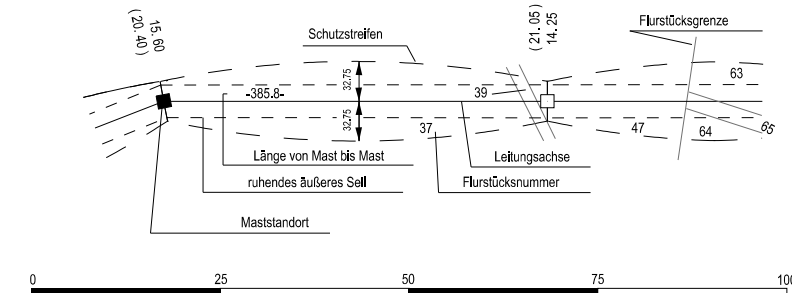 15.60
(20.40)
Schutzstreifen
(21.05)
14.25
Flurstücksgrenze
63
-385.8-
32.75
39
32.75
37
47
64
65
Länge von Mast bis Mast
Leitungsachse
ruhendes äußeres Sell
Flurstücksnummer
Maststandort
0
25
50
75
100